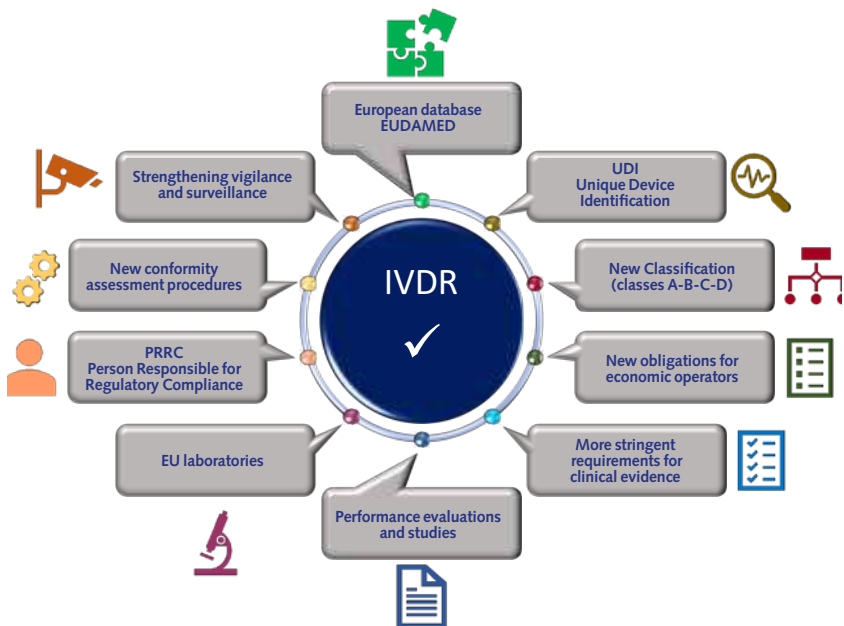 European database
EUDAMED
Strengthening vigilance
and surveillance
UDI
Unique Device
Identification
New conformity
assessment procedures
IVDR
New Classification
(classes A-B-C-D)
PRRC
Person Responsible for
Regulatory Compliance
New obligations for
economic operators
EU laboratories
More stringent
requirements for
clinical evidence
Performance evaluations
and studies